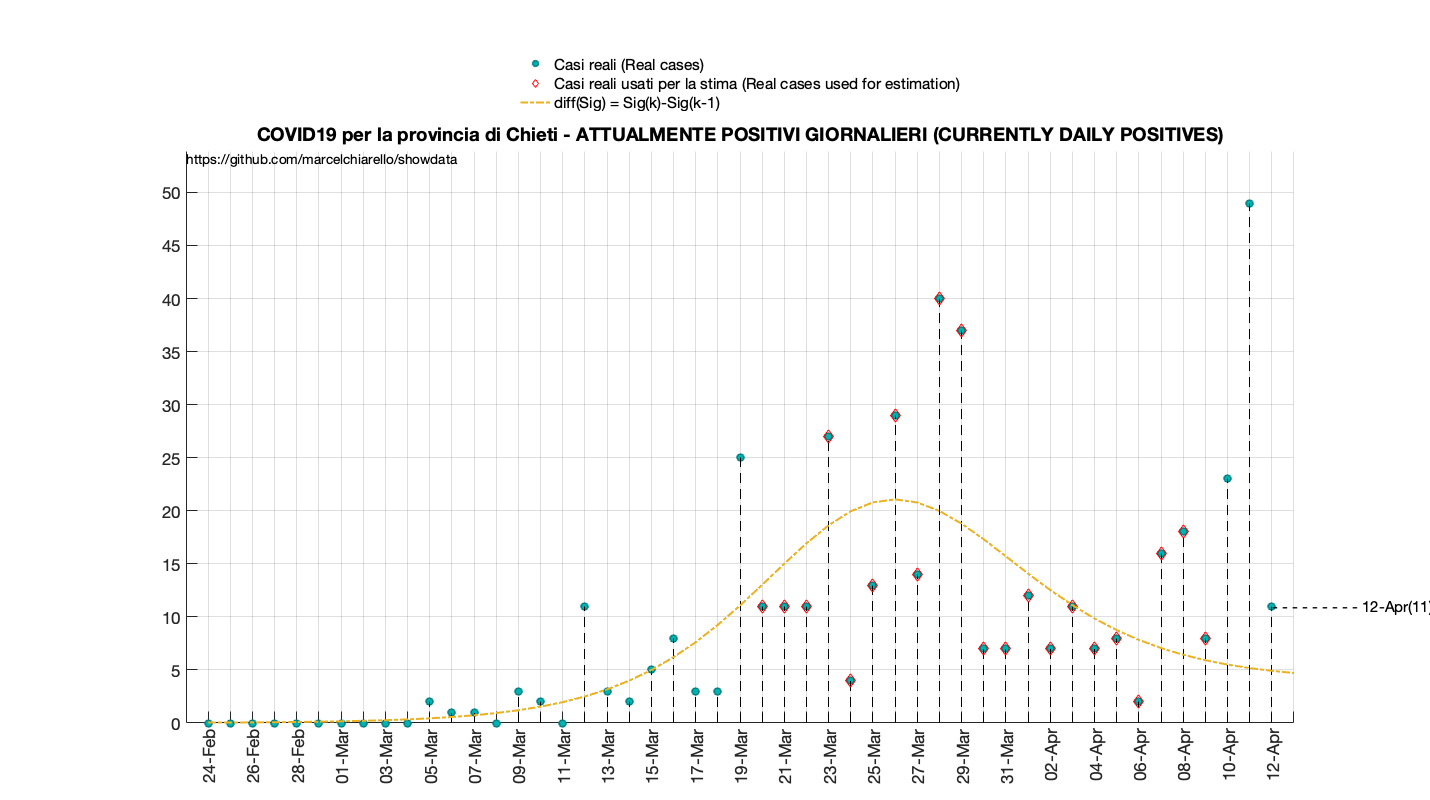 Casi reali (Real cases)
Casi reali usati per la stima (Real cases used for estimation)
diff(Sig) = Sig(k)-Sig(k-1)
COVID19 per la provincia di Chieti - ATTUALMENTE POSITIVI GIORNALIERI (CURRENTLY DAILY POSITIVES)
https://github.com/marcelchiarello/showdata
50
45
40
35
30
25
20
15
10
5
0
12-Apr(11)
24-Feb
26-Feb
28-Feb
01-Mar
03-Mar
05-Mar
07-Mar
09-Mar
11-Mar
13-Mar
15-Mar
17-Mar
19-Mar
21-Mar
23-Mar
25-Mar
27-Mar
29-Mar
31-Mar
02-Apr
04-Apr
06-Apr
08-Apr
10-Apr
12-Apr